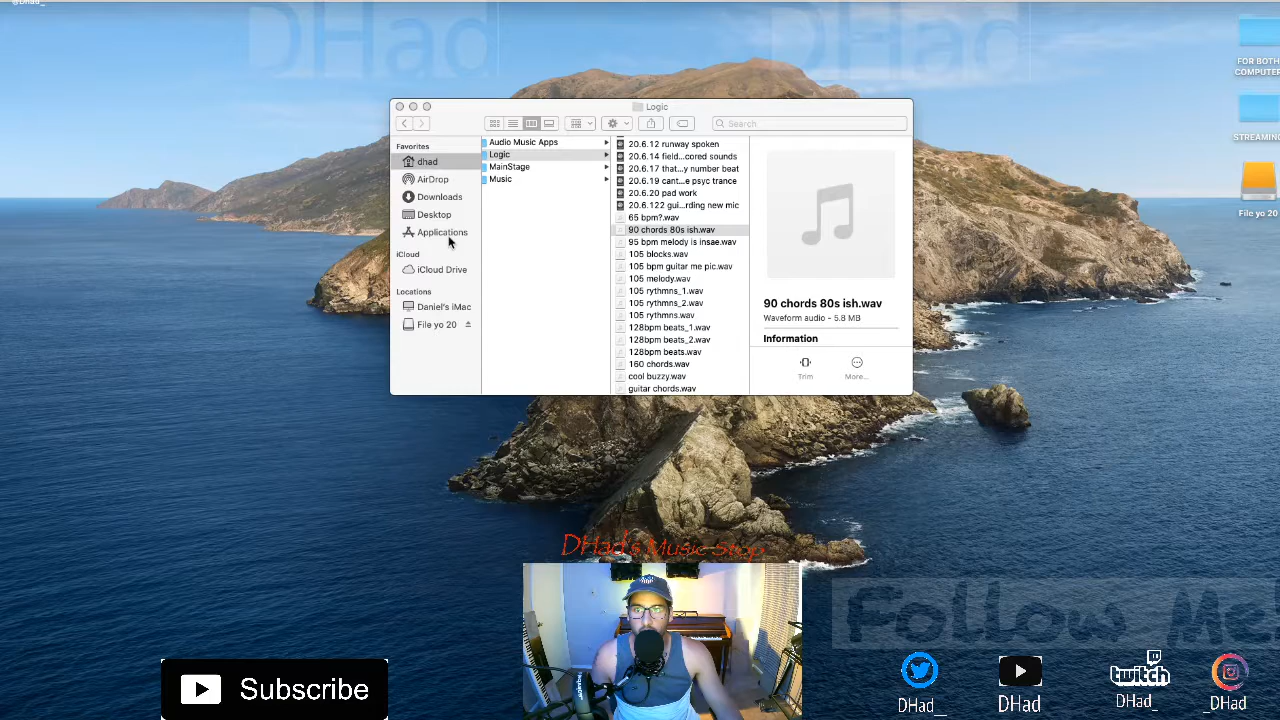 @Dhad_
DHad
DHad
FOR BOTH
COMPUTER
STREAMING
File yo 20
Logic
Search
Favorites
dhad
AirDrop
Downloads
Desktop
Applications
iCloud
iCloud Drive
Locations
Daniel's iMac
File yo 20
Audio Music Apps
Logic
MainStage
Music
20.6.12 runway spoken
20.6.14 field...cored sounds
20.6.17 that...y number beat
20.6.19 cant...e psyc trance
20.6.20 pad work
20.6.122 gui...rding new mic
65 bpm?.wav
90 chords 80s ish.wav
95 bpm melody is insae.wav
105 blocks.wav
105 bpm guitar me pic.wav
105 melody.wav
105 rythmns_1.wav
105 rythmns_2.wav
105 rythmns.wav
128bpm beats_1.wav
128bpm beats_2.wav
128bpm beats.wav
160 chords.wav
cool buzzy.wav
guitar chords.wav
90 chords 80s ish.wav
Waveform audio - 5.8 MB
Information
Trim
More...
DHad's Music Stop
Follow Me
Subscribe
DHad__
DHad
twitch
DHad_
_DHad